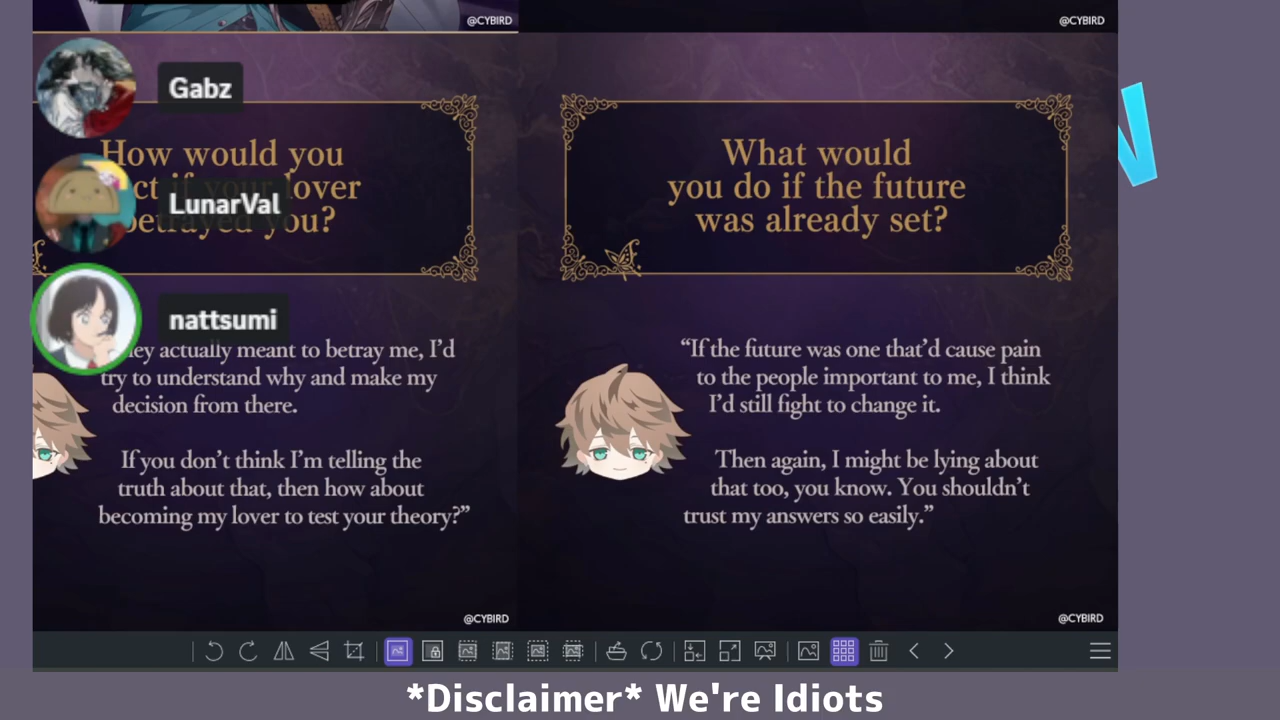 @CYBIRD
@CYBIRD
Gabz
LunarVal
nattsumi
How would you
ct if your lover
betrayed you?
ey actually meant to betray me, I'd
try to understand why and make my
decision from there.
If you don't think I'm telling the
truth about that, then how about
becoming my lover to test your theory?”
@CYBIRD
What would
you do if the future
was already set?
“If the future was one that'd cause pain
to the people important to me, I think
I'd still fight to change it.
Then again, I might be lying about
that too, you know. You shouldn't
trust my answers so easily.”
@CYBIRD
*Disclaimer* We're Idiots